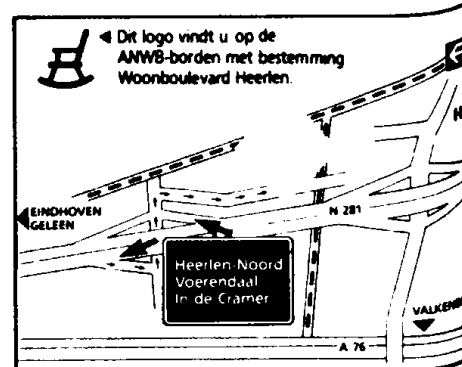 Dit logo vindt u op de
ANWB-borden met bestemming
Woonboulevard Heerlen.
EINDHOVEN
GELEEN
N 281
Heerlen-Noord
Voerendaal
In de Cramer
A 76